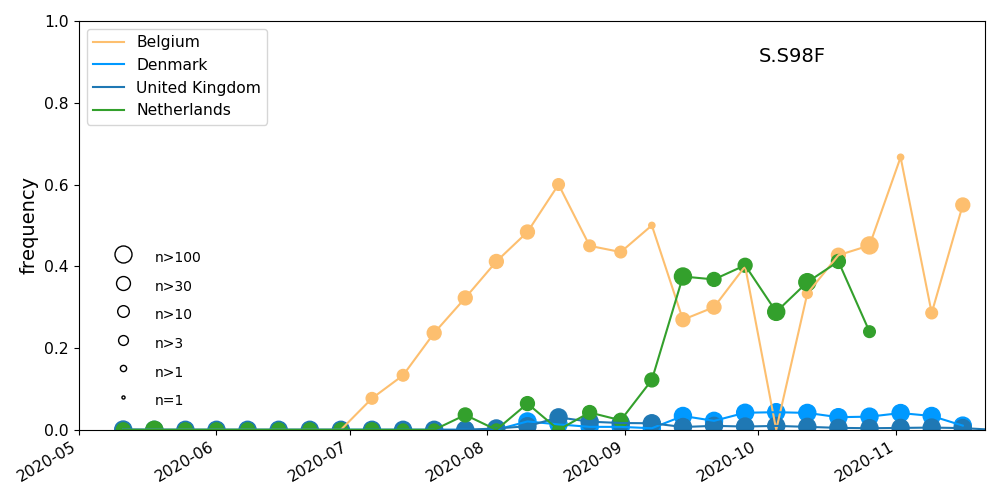 1.0
0.8
0.6
0.4
0.2
0.0
frequency
Belgium
Denmark
United Kingdom
Netherlands
S.S98F
n>100
n>30
n>10
n>3
n>1
n=1
2020-05
2020-06
2020-07
2020-08
2020-09
2020-10
2020-11